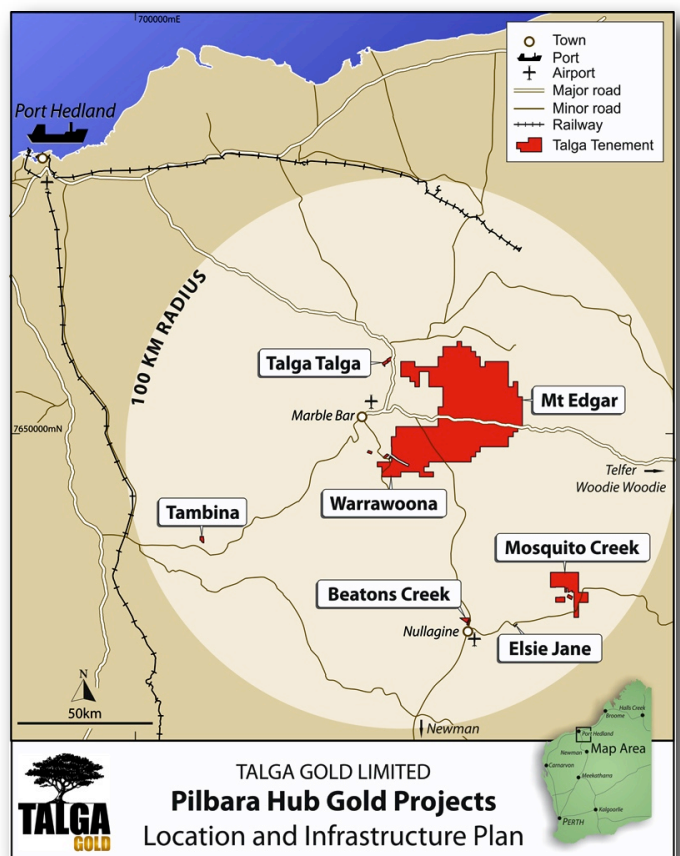 700000mE
Town
Port
Airport
Major road
Minor road
Railway
Talga Tenement
Port Hedland
100 KM RADIUS
Talga Talga
Mt Edgar
Marble Bar
7650000mN
Telfer
Woodie Woodie
Warrawoona
Tambina
Mosquito Creek
Beatons Creek
Nullagine
Elsie Jane
N
50km
Newman
Halls Creek
Broome
Port Hedland
Newman
Map Area
Carnarvon
Meekatharra
Kalgoorlie
PERTH
TALGA
GOLD
TALGA GOLD LIMITED
Pilbara Hub Gold Projects
Location and Infrastructure Plan